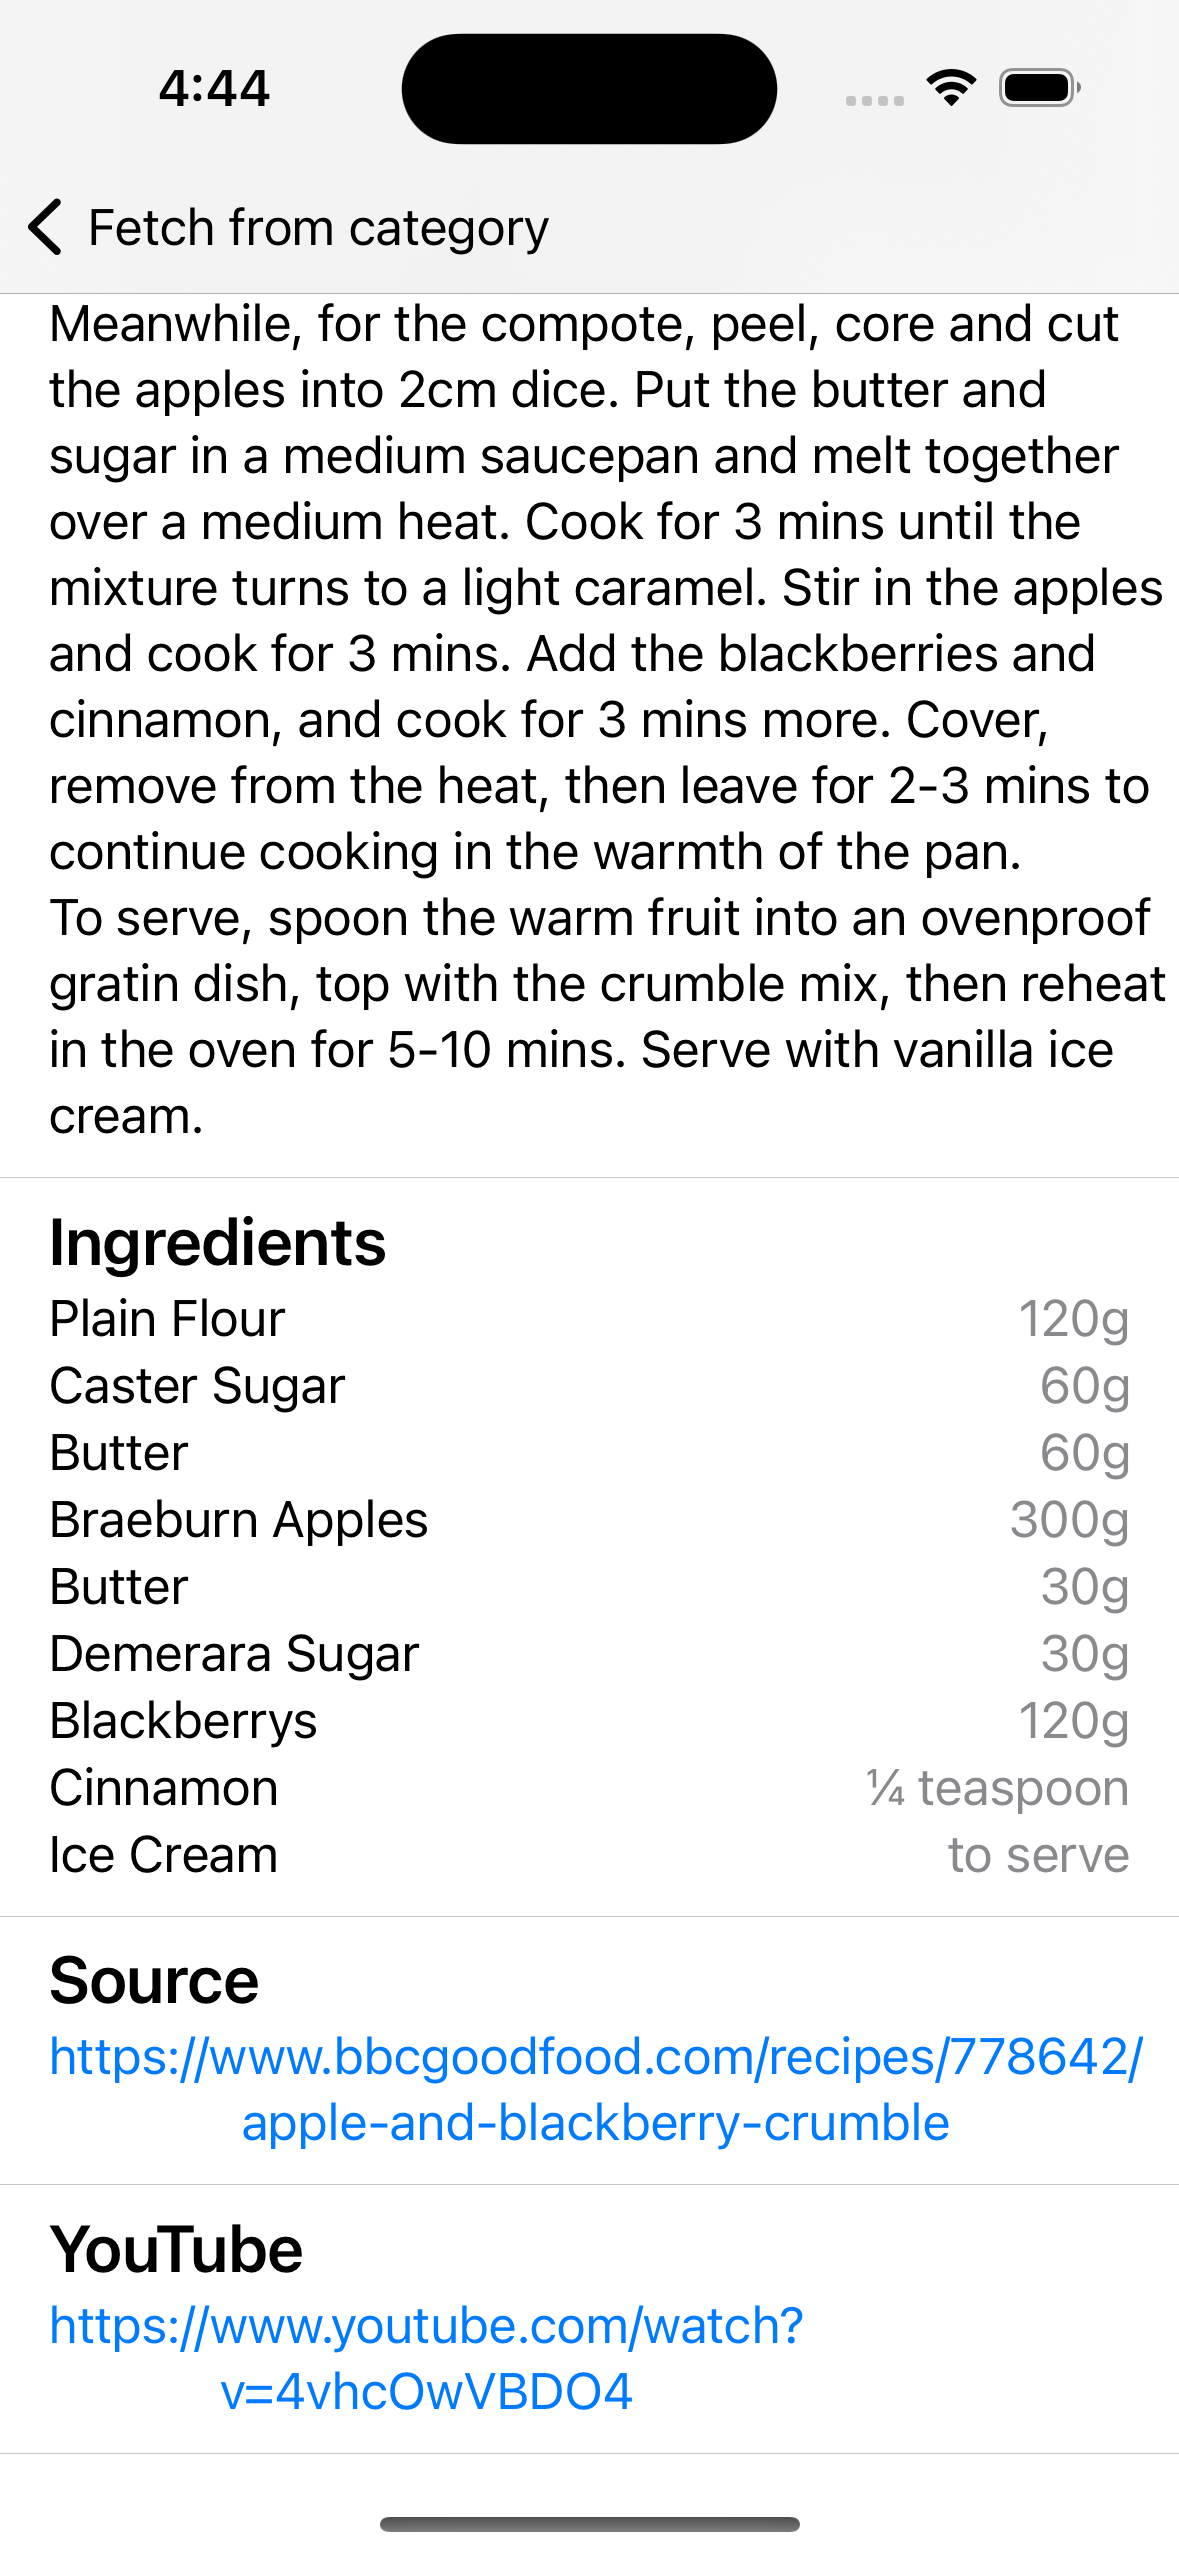 4:44
Fetch from category
Meanwhile, for the compote, peel, core and cut
the apples into 2cm dice. Put the butter and
sugar in a medium saucepan and melt together
over a medium heat. Cook for 3 mins until the
mixture turns to a light caramel. Stir in the apples
and cook for 3 mins. Add the blackberries and
cinnamon, and cook for 3 mins more. Cover,
remove from the heat, then leave for 2-3 mins to
continue cooking in the warmth of the pan.
To serve, spoon the warm fruit into an ovenproof
gratin dish, top with the crumble mix, then reheat
in the oven for 5-10 mins. Serve with vanilla ice
cream.
Ingredients
Plain Flour 120g
Caster Sugar 60g
Butter 60g
Braeburn Apples 300g
Butter 30g
Demerara Sugar 30g
Blackberrys 120g
Cinnamon ¼ teaspoon
Ice Cream to serve
Source
https://www.bbcgoodfood.com/recipes/778642/
apple-and-blackberry-crumble
YouTube
https://www.youtube.com/watch?
v=4vhcOwVBDO4